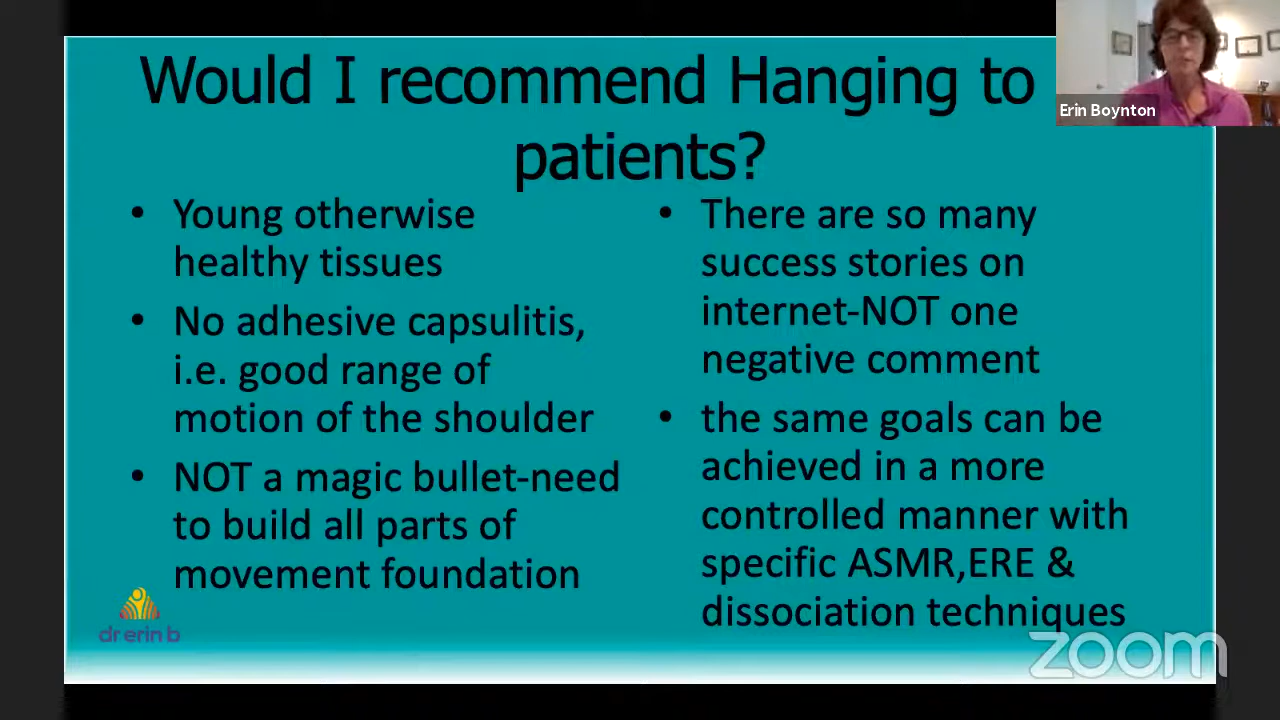 Would I recommend Hanging to
patients?
Erin Boynton
• Young otherwise
healthy tissues
• No adhesive capsulitis,
i.e. good range of
motion of the shoulder
• NOT a magic bullet-need
to build all parts of
movement foundation
• There are so many
success stories on
internet-NOT one
negative comment
• the same goals can be
achieved in a more
controlled manner with
specific ASMR,ERE &
dissociation techniques
dr erin b
zoom